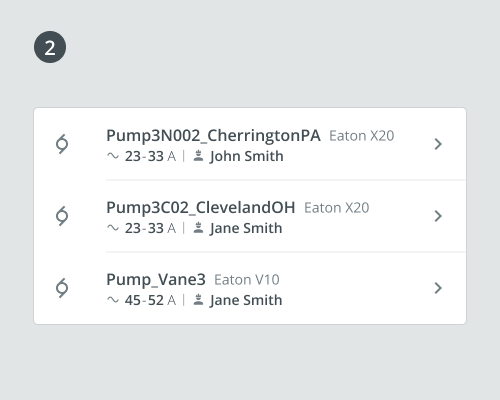 2
Pump3N002_CherringtonPA Eaton X20
23-33 A | John Smith
Pump3C02_ClevelandOH Eaton X20
23-33 A | Jane Smith
Pump_Vane3 Eaton V10
45-52 A | Jane Smith